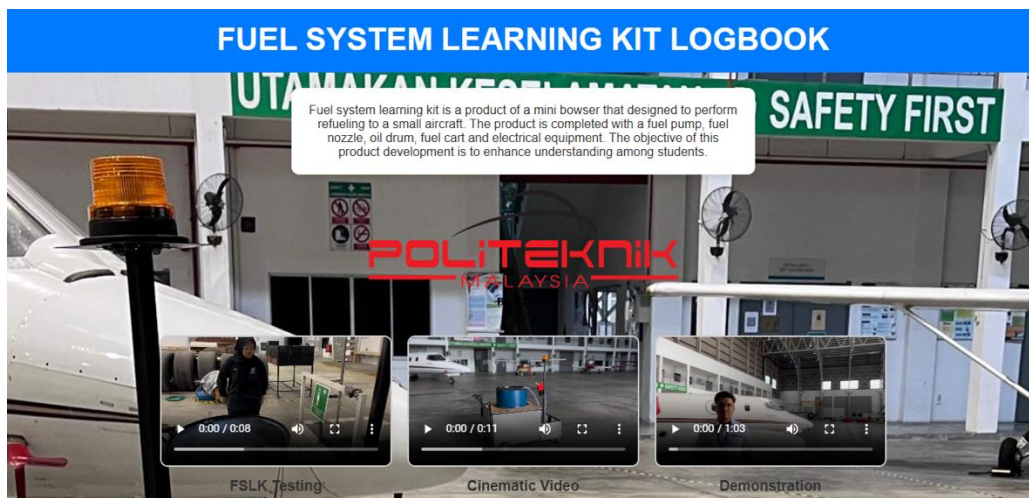 FUEL SYSTEM LEARNING KIT LOGBOOK
UTAMAKAN KESELAMATAN
SAFETY FIRST
Fuel system learning kit is a product of a mini bowser that designed to perform
refueling to a small aircraft. The product is completed with a fuel pump, fuel
nozzle, oil drum, fuel cart and electrical equipment. The objective of this
product development is to enhance understanding among students.
POLITEKNIK
MALAYSIA
0:00 / 0:08
0:00 / 0:11
0:00 / 1:03
FSLK Testing
Cinematic Video
Demonstration